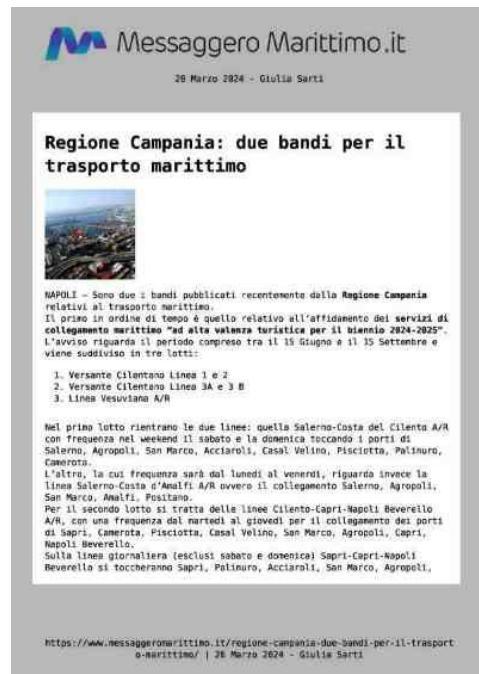 Messaggero Marittimo.it
20 Marzo 2024 - Giulia Sarti
Regione Campania: due bandi per il
trasporto marittimo
NAPOLI – Sono due i bandi pubblicati recentemente dalla Regione Campania
relativi al trasporto marittimo.
Il primo in ordine di tempo è quello relativo all'affidamento dei servizi di
collegamento marittimo "ad alta valenza turistica per il biennio 2024-2025".
L'avviso riguarda il periodo compreso tra il 15 Giugno e il 15 Settembre e
viene suddiviso in tre lotti:
1. Versante Cilentano Linea 1 e 2
2. Versante Cilentano Linea 3A e 3 B
3. Linea Vesuviana A/R
Nel primo lotto rientrano le due linee: quella Salerno-Costa del Cilento A/R
con frequenza nel weekend il sabato e la domenica toccando i porti di
Salerno, Agropoli, San Marco, Acciaroli, Casal Velino, Pisciotta, Palinuro,
Camerota.
L'altro, la cui frequenza sarà dal lunedì al venerdì, riguarda invece la
linea Salerno-Costa d'Amalfi A/R ovvero il collegamento Salerno, Agropoli,
San Marco, Amalfi, Positano.
Per il secondo lotto si tratta delle linee Cilento-Capri-Napoli Beverello
A/R, con una frequenza dal martedì al giovedì per il collegamento dei porti
di Sapri, Camerota, Pisciotta, Casal Velino, San Marco, Agropoli, Capri,
Napoli Beverello.
Sulla linea giornaliera (esclusi sabato e domenica) Sapri-Capri-Napoli
Beverello si toccheranno Sapri, Palinuro, Acciaroli, San Marco, Agropoli,
https://www.messaggeromarittimo.it/regione-campania-due-bandi-per-il-trasport
o-marittimo/ | 20 Marzo 2024 - Giulia Sarti